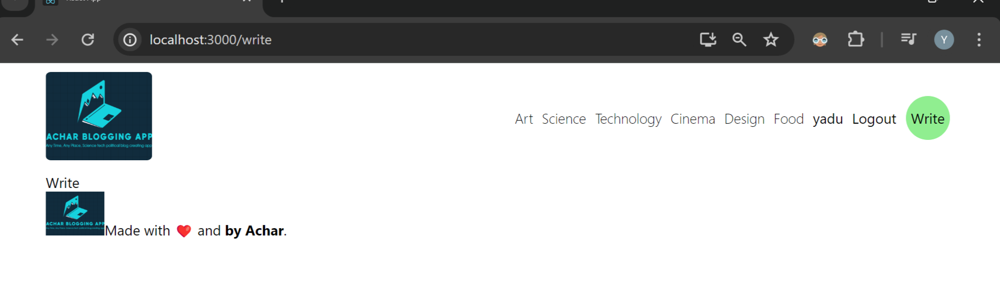 localhost:3000/write
Y
ACHAR BLOGGING APP
Any Time, Any Place, Science tech political blog creating app
Art Science Technology Cinema Design Food yadu Logout Write
Write
ACHAR BLOGGING APP
Made with ❤️ and by Achar.